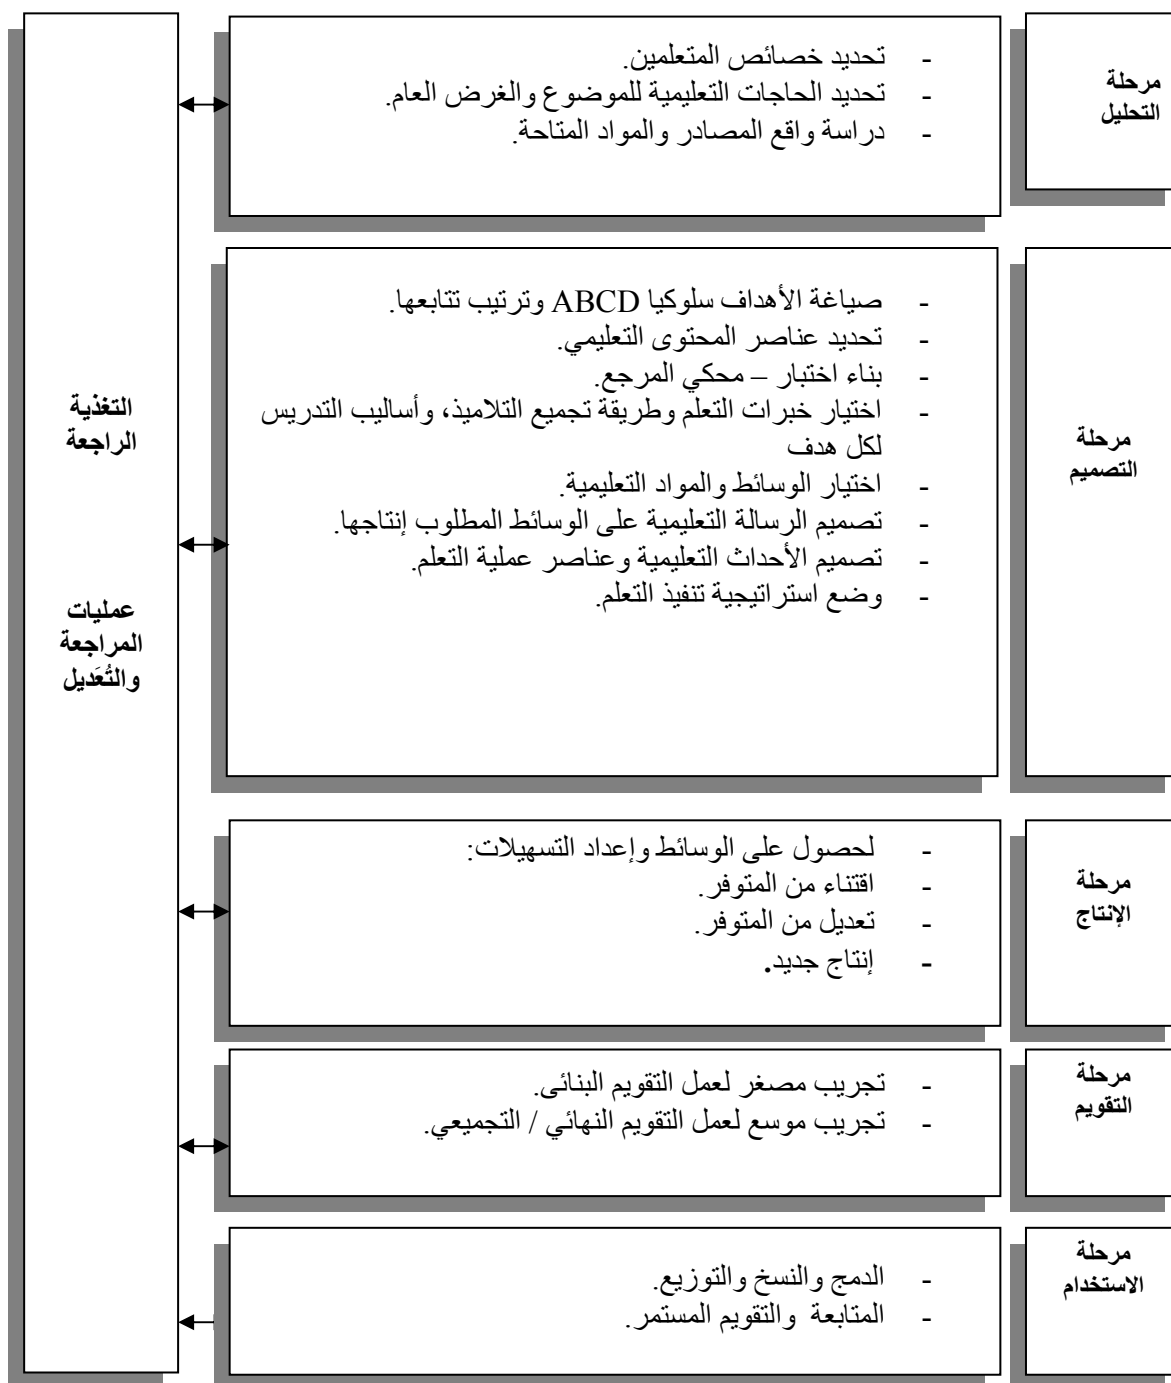 مرحلة
التحليل
- تحديد خصائص المتعلمين.
- تحديد الحاجات التعليمية للموضوع والغرض العام.
- دراسة واقع المصادر والمواد المتاحة.
مرحلة
التصميم
- صياغة الأهداف سلوكيا ABCD وترتيب تتابعها.
- تحديد عناصر المحتوى التعليمي.
- بناء اختبار – محكي المرجع.
- اختيار خبرات التعلم وطريقة تجميع التلاميذ، وأساليب التدريس
لكل هدف
- اختيار الوسائط والمواد التعليمية.
- تصميم الرسالة التعليمية على الوسائط المطلوب إنتاجها.
- تصميم الأحداث التعليمية وعناصر عملية التعلم.
- وضع استراتيجية تنفيذ التعلم.
مرحلة
الإنتاج
- لحصول على الوسائط وإعداد التسهيلات:
- اقتناء من المتوفر.
- تعديل من المتوفر.
- إنتاج جديد.
مرحلة
التقويم
- تجريب مصغر لعمل التقويم البنائى.
- تجريب موسع لعمل التقويم النهائي / التجميعي.
مرحلة
الاستخدام
- الدمج والنسخ والتوزيع.
- المتابعة والتقويم المستمر.
التغذية
الراجعة
عمليات
المراجعة
والتُعَديل